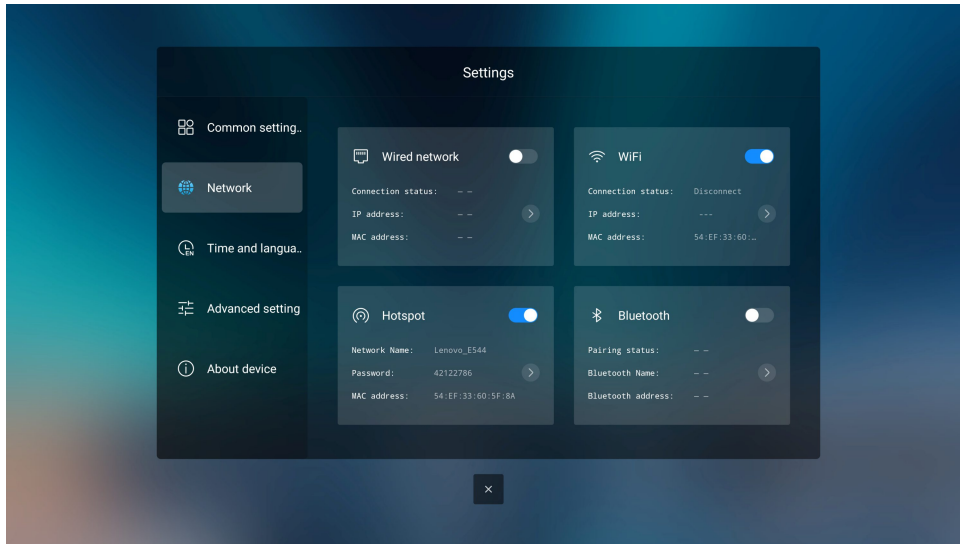 Settings
Common setting..
Network
EN
Time and langua..
Advanced setting
About device
Wired network
Connection status: – –
IP address: – –
MAC address: – –
WiFi
Connection status: Disconnect
IP address: ---
MAC address: 54:EF:33:60:…
Hotspot
Network Name: Lenovo_E544
Password: 42122786
MAC address: 54:EF:33:60:5F:8A
Bluetooth
Pairing status: – –
Bluetooth Name: – –
Bluetooth address: – –